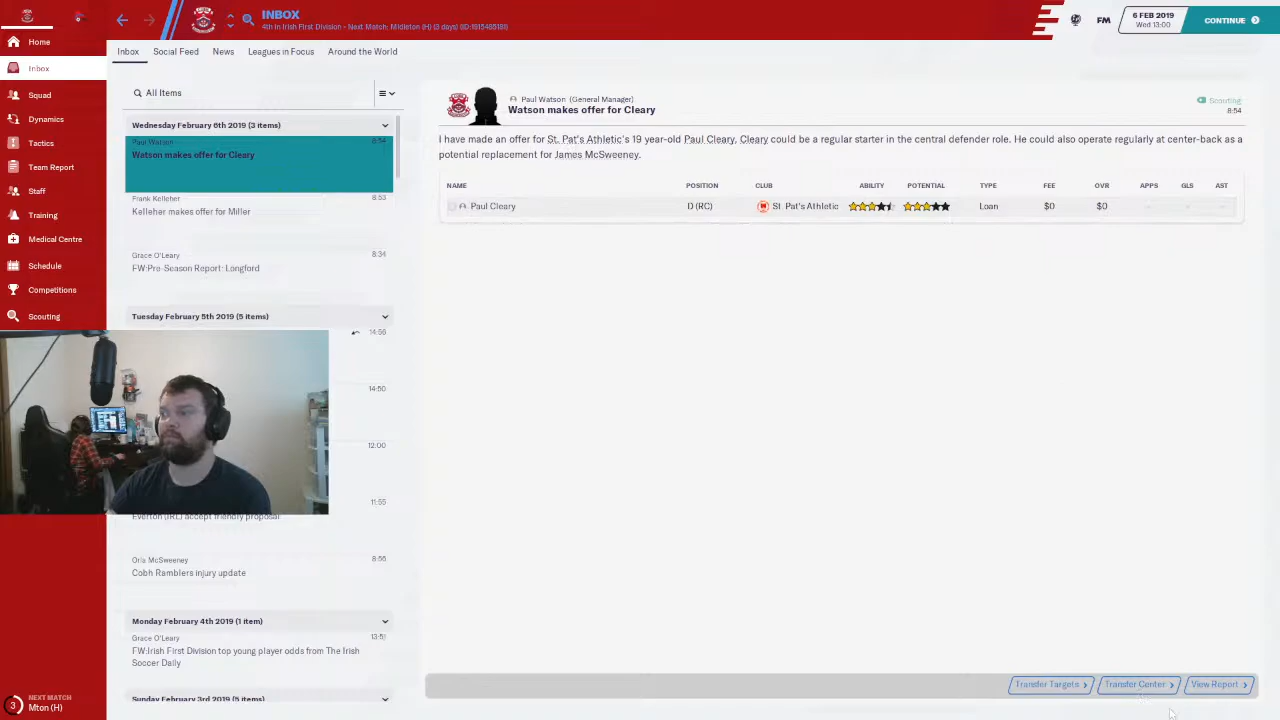 INBOX
4th in Irish First Division - Next Match: Midleton (H) (3 days) (ID:1915485181)
FM
6 FEB 2019
Wed 13:00
CONTINUE
Home
Inbox
Squad
Dynamics
Tactics
Team Report
Staff
Training
Medical Centre
Schedule
Competitions
Scouting
NEXT MATCH
3 Mton (H)
Inbox Social Feed News Leagues in Focus Around the World
All Items
Wednesday February 6th 2019 (3 items)
Paul Watson 8:54
Watson makes offer for Cleary
Frank Kelleher 8:53
Kelleher makes offer for Miller
Grace O'Leary 8:34
FW:Pre-Season Report: Longford
Tuesday February 5th 2019 (5 items)
14:56
14:50
12:00
11:55
Everton (IRL) accept friendly proposal
Orla McSweeney 8:56
Cobh Ramblers injury update
Monday February 4th 2019 (1 item)
Grace O'Leary 13:51
FW:Irish First Division top young player odds from The Irish
Soccer Daily
Sunday February 3rd 2019 (5 items)
Paul Watson (General Manager)
Watson makes offer for Cleary
Scouting
8:54
I have made an offer for St. Pat's Athletic's 19 year-old Paul Cleary, Cleary could be a regular starter in the central defender role. He could also operate regularly at center-back as a
potential replacement for James McSweeney.
NAME POSITION CLUB ABILITY POTENTIAL TYPE FEE OVR APPS GLS AST
Paul Cleary D (RC) St Pat's Athletic Loan $0 $0 - - -
Transfer Targets Transfer Center View Report